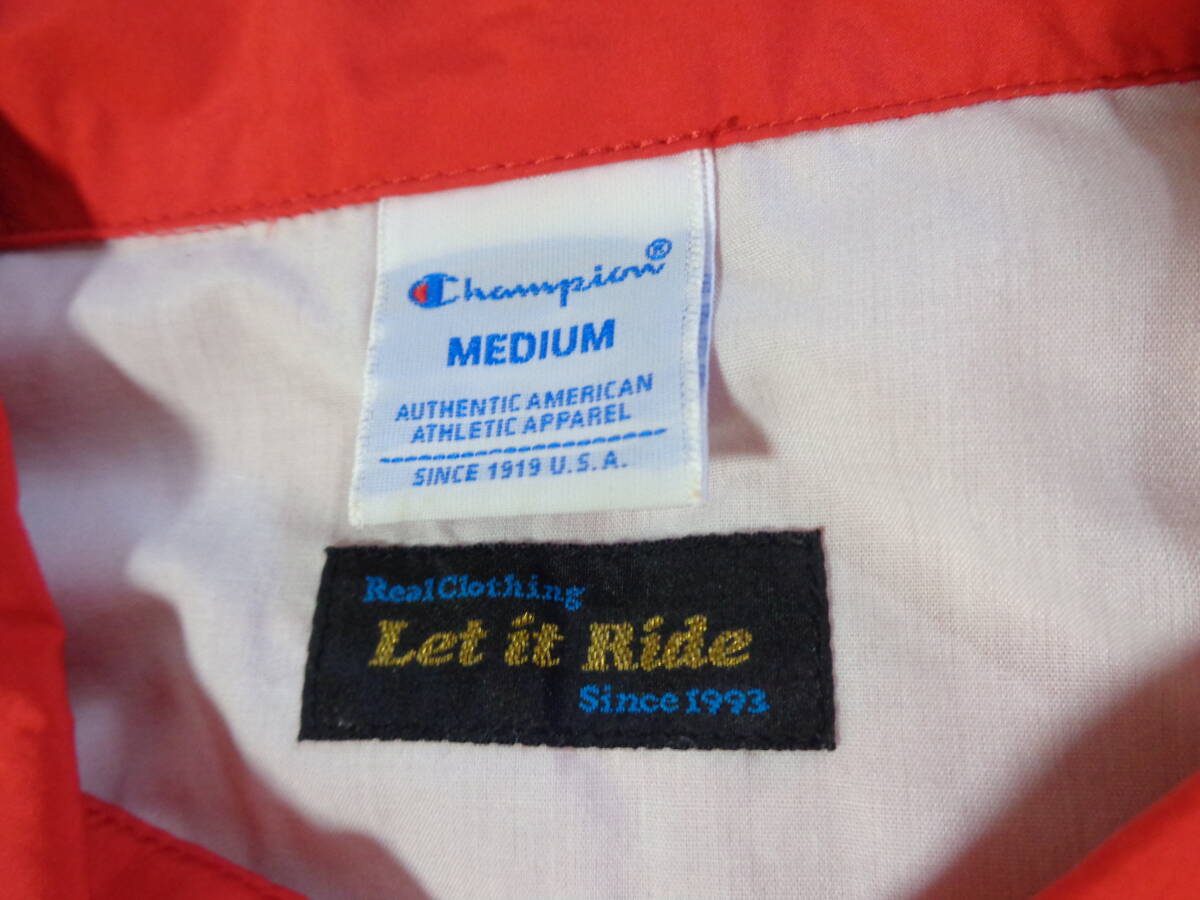 Champion®
MEDIUM
AUTHENTIC AMERICAN
ATHLETIC APPAREL
SINCE 1919 U.S.A.
RealClothing
Let it Ride
Since 1993